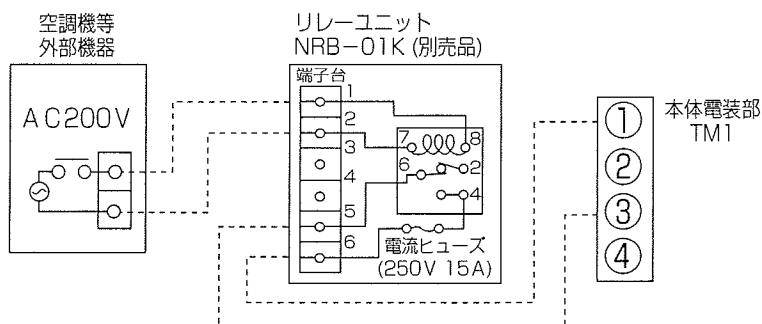 空調機等
外部機器
AC200V
リレーユニット
NRB-01K (別売品)
端子台
1
2
3
4
5
6
7
8
6
2
4
電流ヒューズ
(250V 15A)
本体電装部
TM1
①
②
③
④